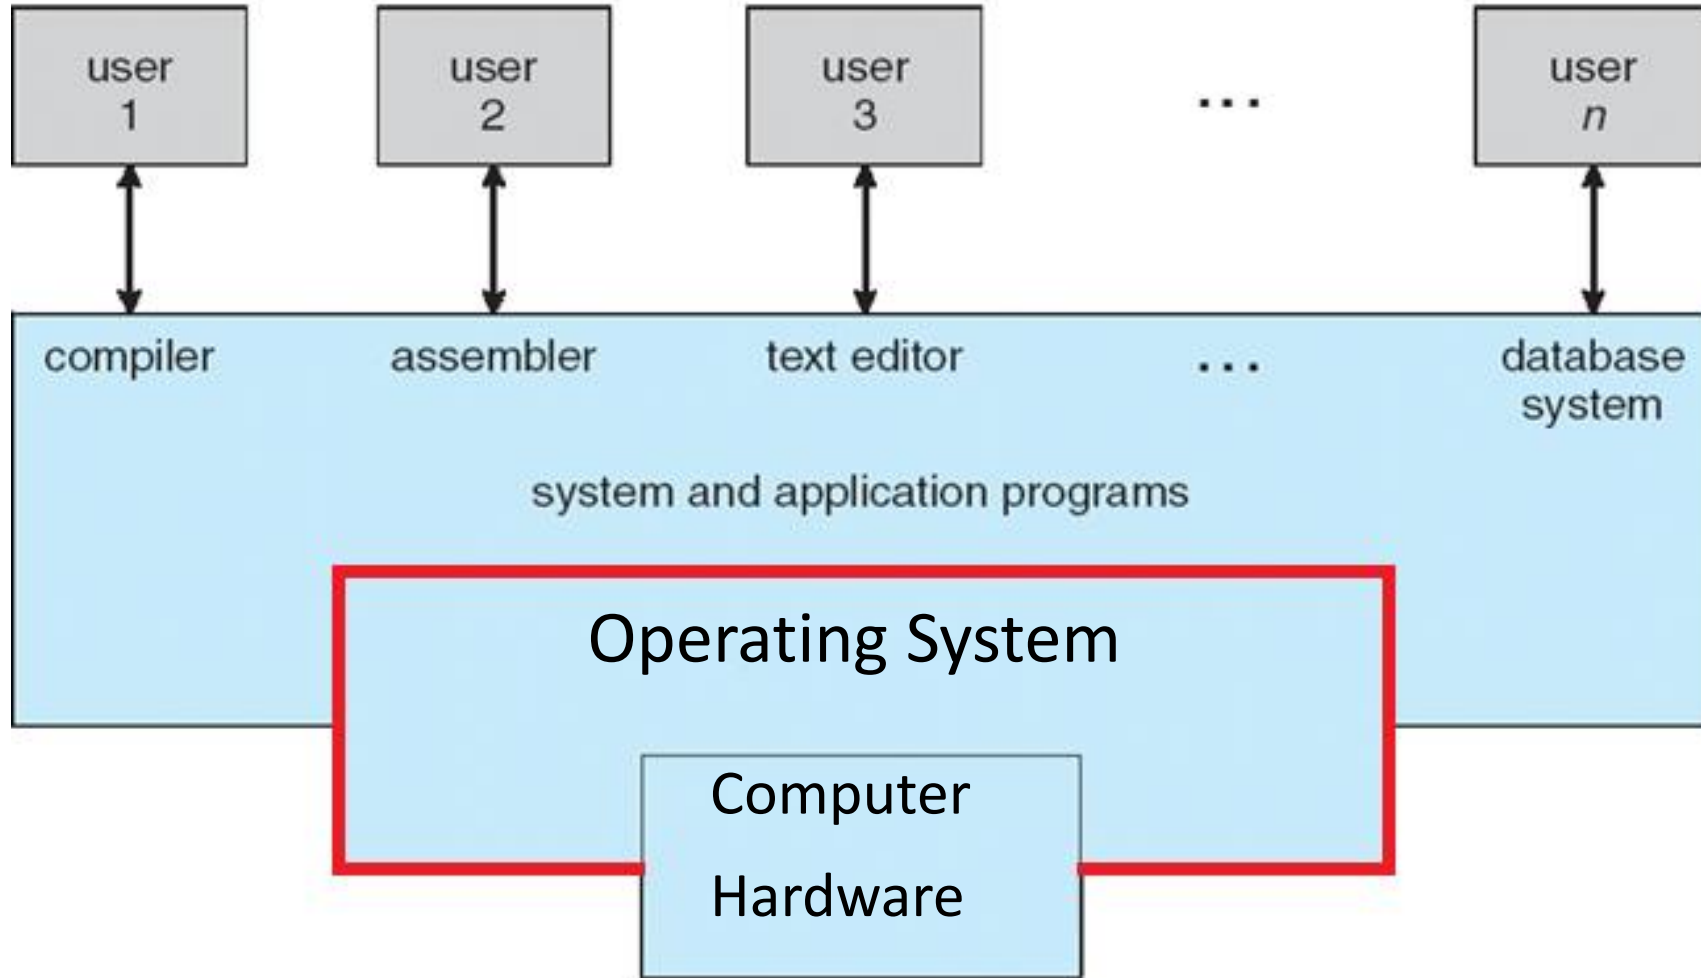 user
1
user
2
user
3
...
user
n
compiler
assembler
text editor
...
database
system
system and application programs
Operating System
Computer
Hardware